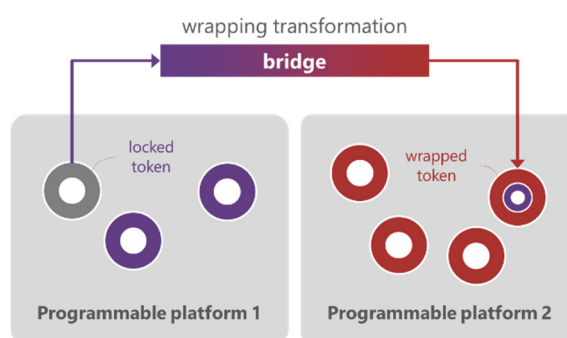 wrapping transformation
bridge
locked
token
wrapped
token
Programmable platform 1
Programmable platform 2